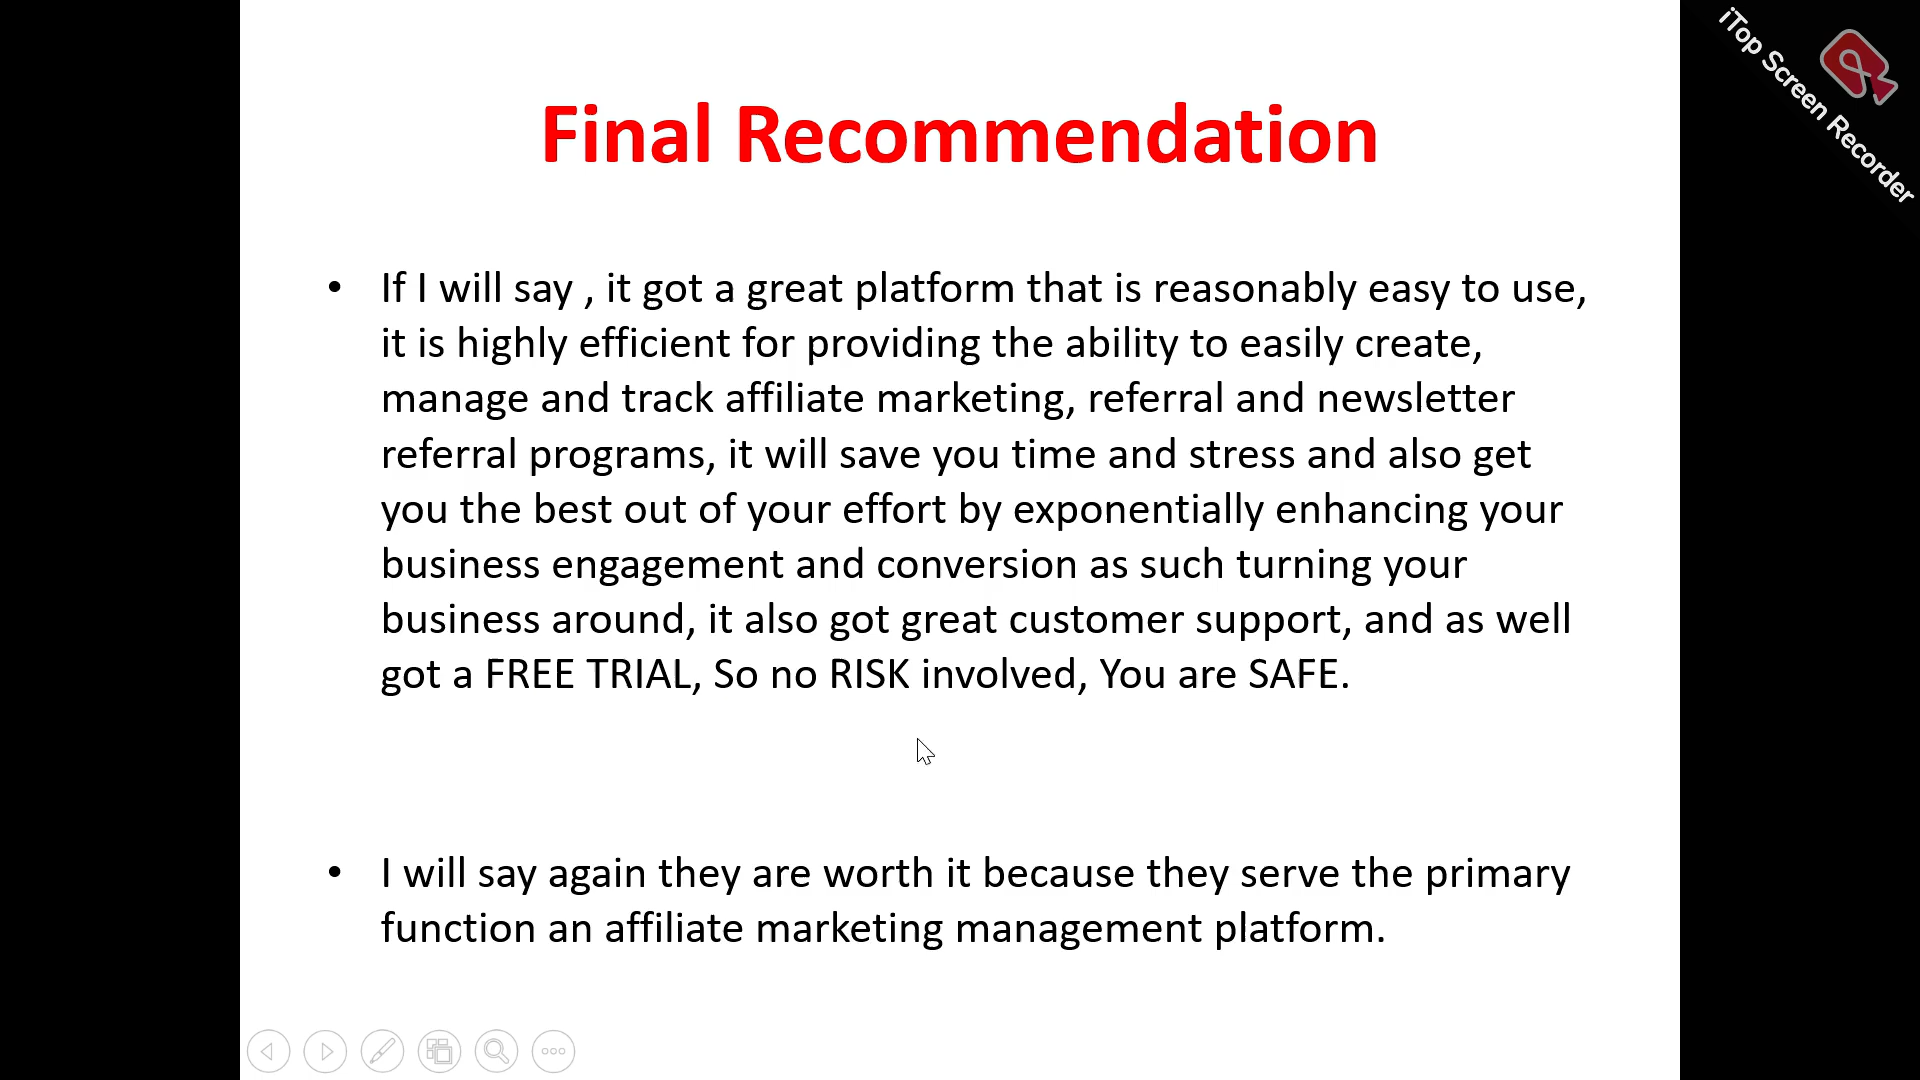 iTop Screen Recorder
Final Recommendation
• If I will say , it got a great platform that is reasonably easy to use,
it is highly efficient for providing the ability to easily create,
manage and track affiliate marketing, referral and newsletter
referral programs, it will save you time and stress and also get
you the best out of your effort by exponentially enhancing your
business engagement and conversion as such turning your
business around, it also got great customer support, and as well
got a FREE TRIAL, So no RISK involved, You are SAFE.
• I will say again they are worth it because they serve the primary
function an affiliate marketing management platform.